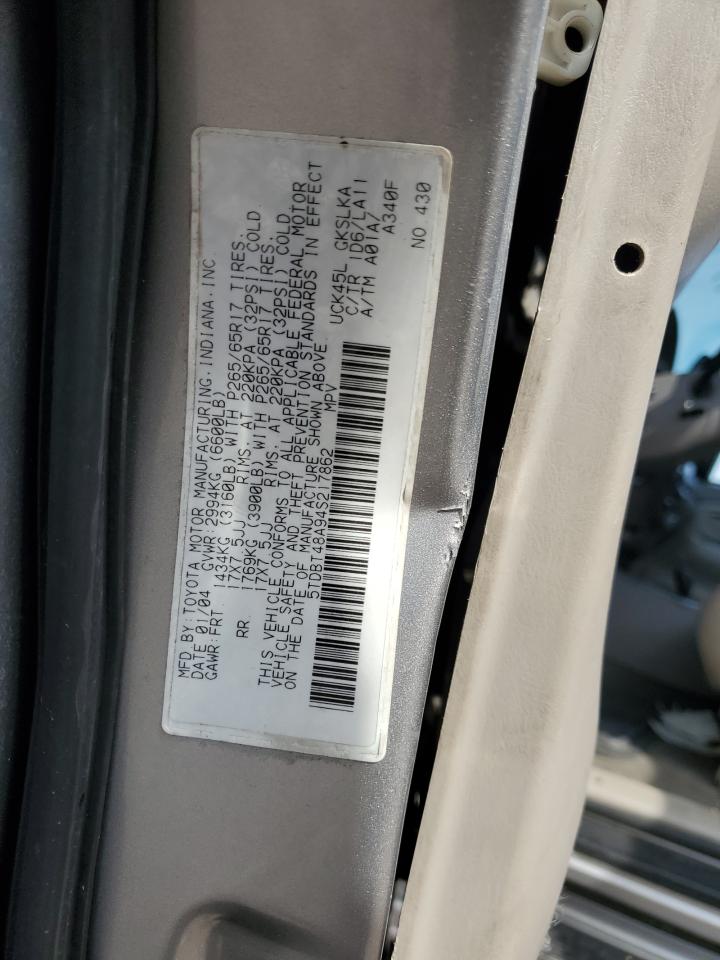 MFD BY: TOYOTA MOTOR MANUFACTURING, INDIANA, INC.
DATE 01/04 GVWR: 2994KG (6600LB)
GAWR: FRT. 1434KG (3160LB) WITH P265/65R17 TIRES,
17X7.5JJ RIMS, AT 220KPA (32PSI) COLD
RR 1769KG (3900LB) WITH P265/65R17 TIRES,
17X7.5JJ RIMS, AT 220KPA (32PSI) COLD
THIS VEHICLE CONFORMS TO ALL APPLICABLE FEDERAL MOTOR
VEHICLE SAFETY AND THEFT PREVENTION STANDARDS IN EFFECT
ON THE DATE OF MANUFACTURE SHOWN ABOVE
5TDBT48A94S217862 MPV
UCK45L GKSLKA
C/TR 1D6/LA11
A/TM A01A/
A340F
NO.430